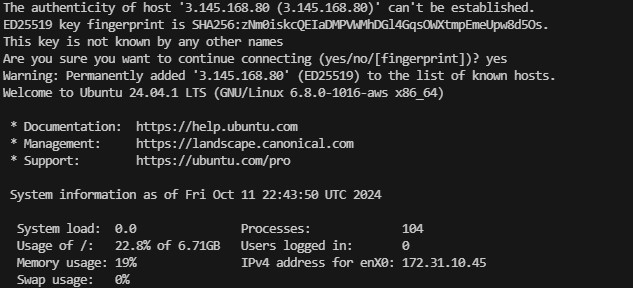 The authenticity of host '3.145.168.80 (3.145.168.80)' can't be established.
ED25519 key fingerprint is SHA256:zNm0iskcQEIaDMPVWMhDGl4GqsOWXtmpEmeUpw8d5Os.
This key is not known by any other names
Are you sure you want to continue connecting (yes/no/[fingerprint])? yes
Warning: Permanently added '3.145.168.80' (ED25519) to the list of known hosts.
Welcome to Ubuntu 24.04.1 LTS (GNU/Linux 6.8.0-1016-aws x86_64)
* Documentation:  https://help.ubuntu.com
* Management:     https://landscape.canonical.com
* Support:        https://ubuntu.com/pro
System information as of Fri Oct 11 22:43:50 UTC 2024
System load:  0.0               Processes:             104
Usage of /:   22.8% of 6.71GB   Users logged in:       0
Memory usage: 19%               IPv4 address for enX0: 172.31.10.45
Swap usage:   0%